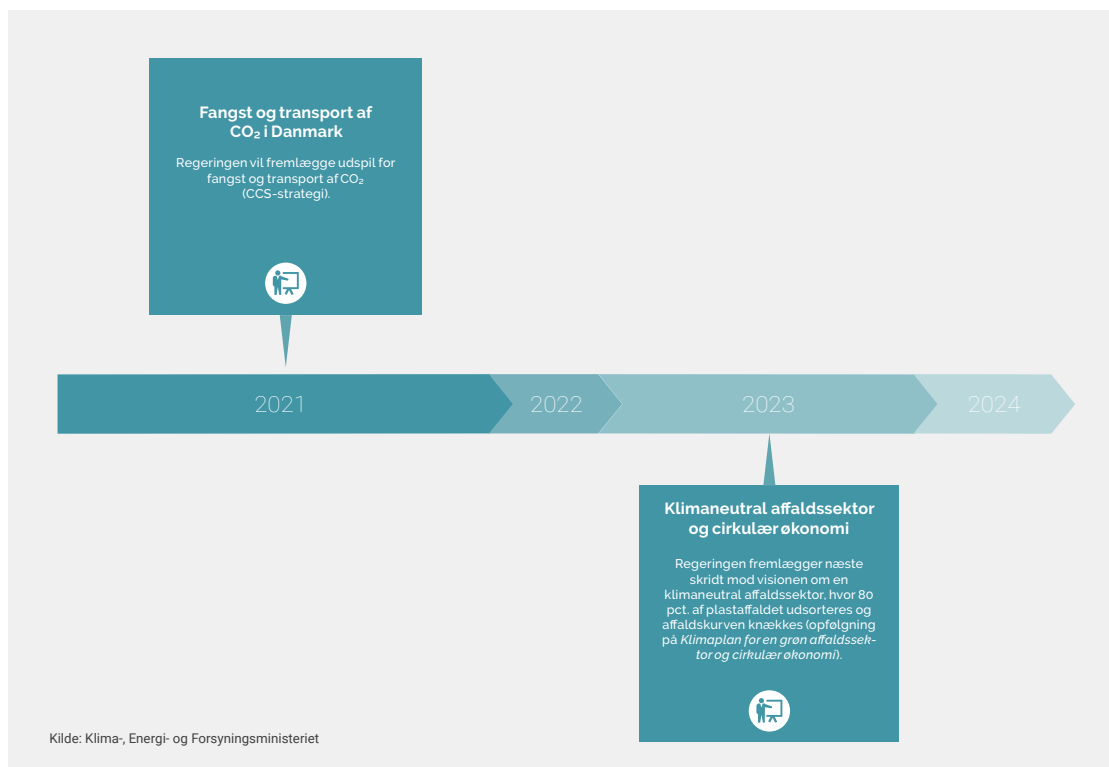 Fangst og transport af
CO₂ i Danmark
Regeringen vil fremlægge udspil for
fangst og transport af CO₂
(CCS-strategi).
2021
2022
2023
2024
Klimaneutral affaldssektor
og cirkulær økonomi
Regeringen fremlægger næste
skridt mod visionen om en
klimaneutral affaldssektor, hvor 80
pct. af plastaffaldet udsorteres og
affaldskurven knækkes (opfølgning
på Klimaplan for en grøn affaldssek-
tor og cirkulær økonomi).
Kilde: Klima-, Energi- og Forsyningsministeriet